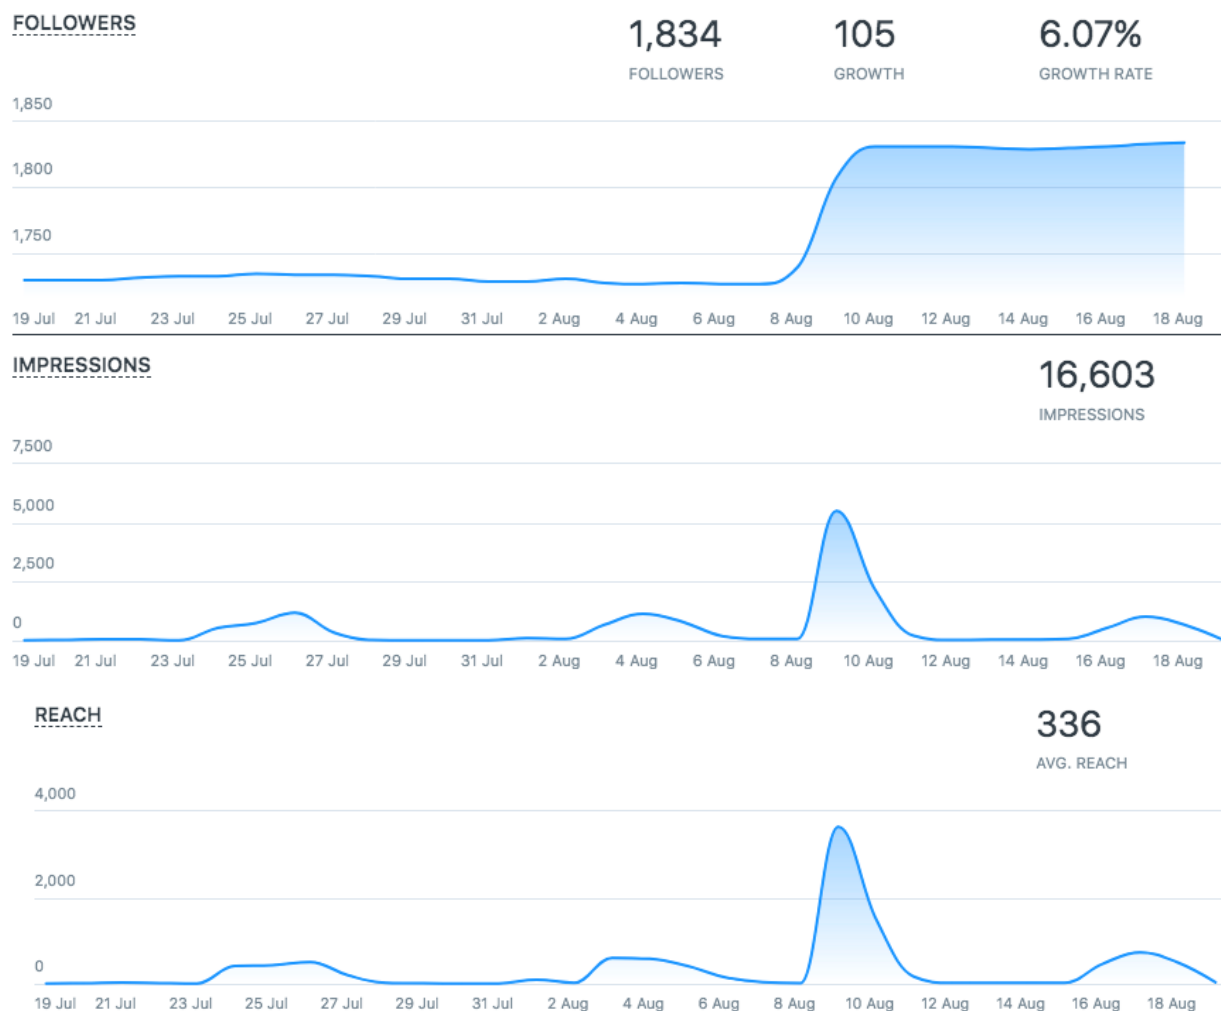 FOLLOWERS
1,834 105 6.07%
FOLLOWERS GROWTH GROWTH RATE
1,850
1,800
1,750
19 Jul 21 Jul 23 Jul 25 Jul 27 Jul 29 Jul 31 Jul 2 Aug 4 Aug 6 Aug 8 Aug 10 Aug 12 Aug 14 Aug 16 Aug 18 Aug
IMPRESSIONS
16,603
IMPRESSIONS
7,500
5,000
2,500
0
19 Jul 21 Jul 23 Jul 25 Jul 27 Jul 29 Jul 31 Jul 2 Aug 4 Aug 6 Aug 8 Aug 10 Aug 12 Aug 14 Aug 16 Aug 18 Aug
REACH
336
AVG. REACH
4,000
2,000
0
19 Jul 21 Jul 23 Jul 25 Jul 27 Jul 29 Jul 31 Jul 2 Aug 4 Aug 6 Aug 8 Aug 10 Aug 12 Aug 14 Aug 16 Aug 18 Aug